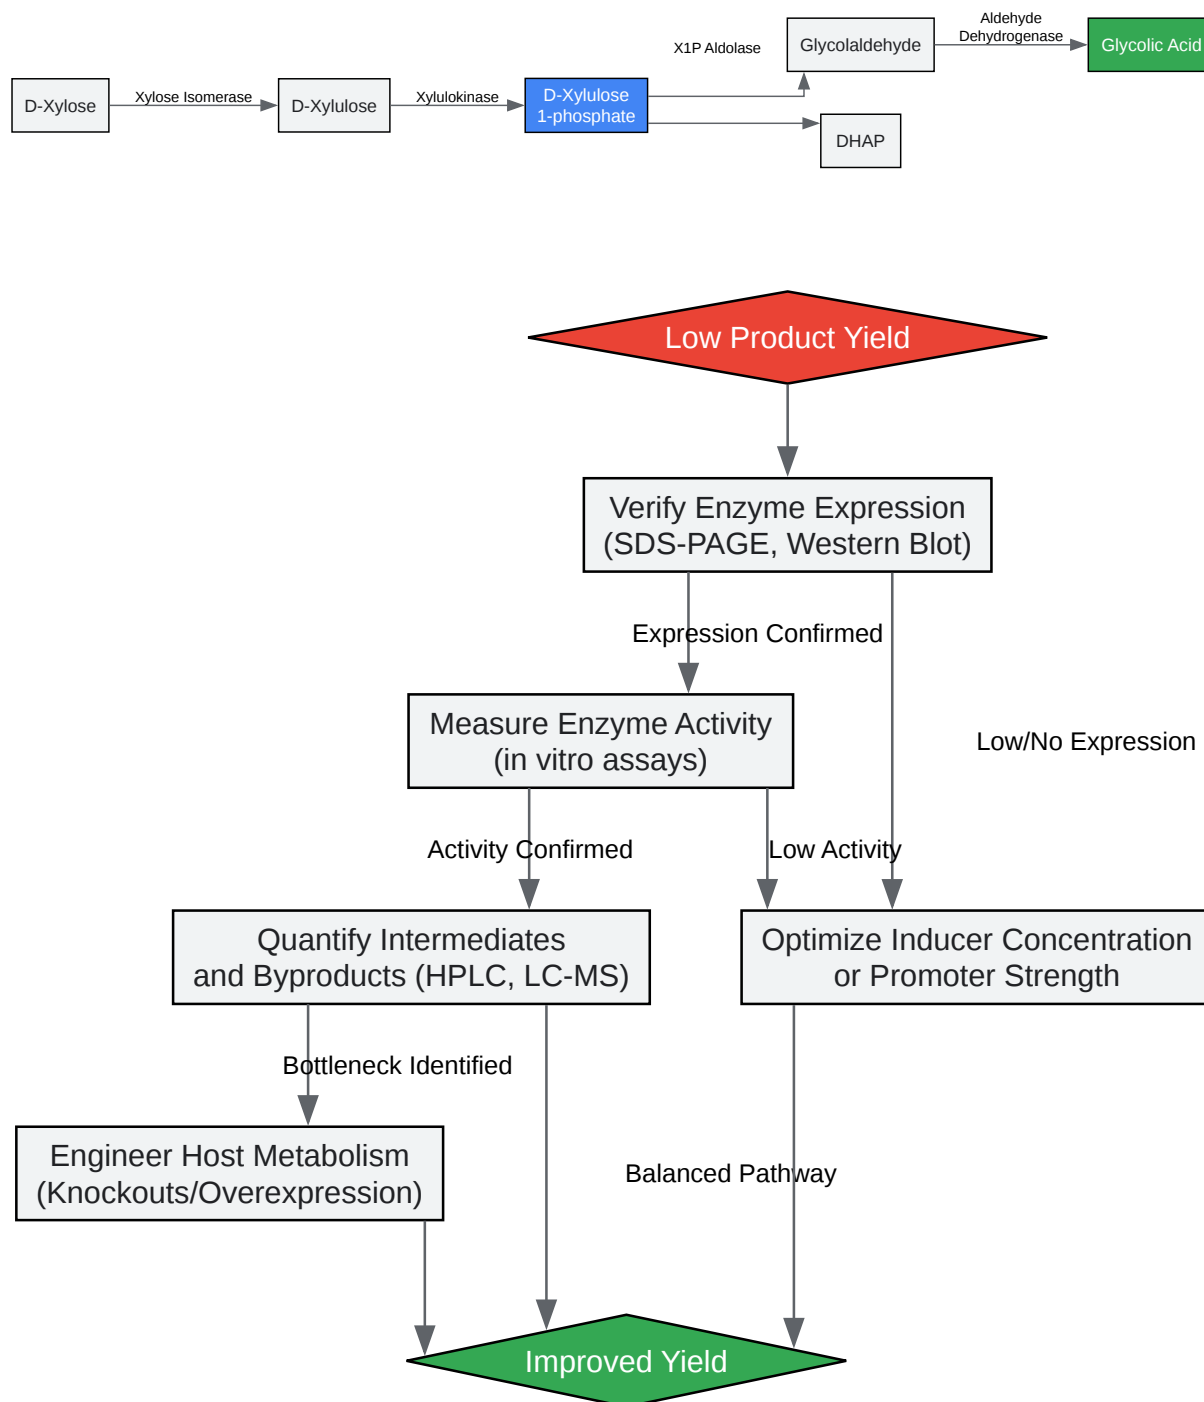 D-Xylose
Xylose Isomerase
D-Xylulose
Xylulokinase
D-Xylulose
1-phosphate
X1P Aldolase
Glycolaldehyde
DHAP
Aldehyde
Dehydrogenase
Glycolic Acid
Low Product Yield
Verify Enzyme Expression
(SDS-PAGE, Western Blot)
Expression Confirmed
Low/No Expression
Measure Enzyme Activity
(in vitro assays)
Activity Confirmed
Low Activity
Quantify Intermediates
and Byproducts (HPLC, LC-MS)
Optimize Inducer Concentration
or Promoter Strength
Bottleneck Identified
Engineer Host Metabolism
(Knockouts/Overexpression)
Balanced Pathway
Improved Yield